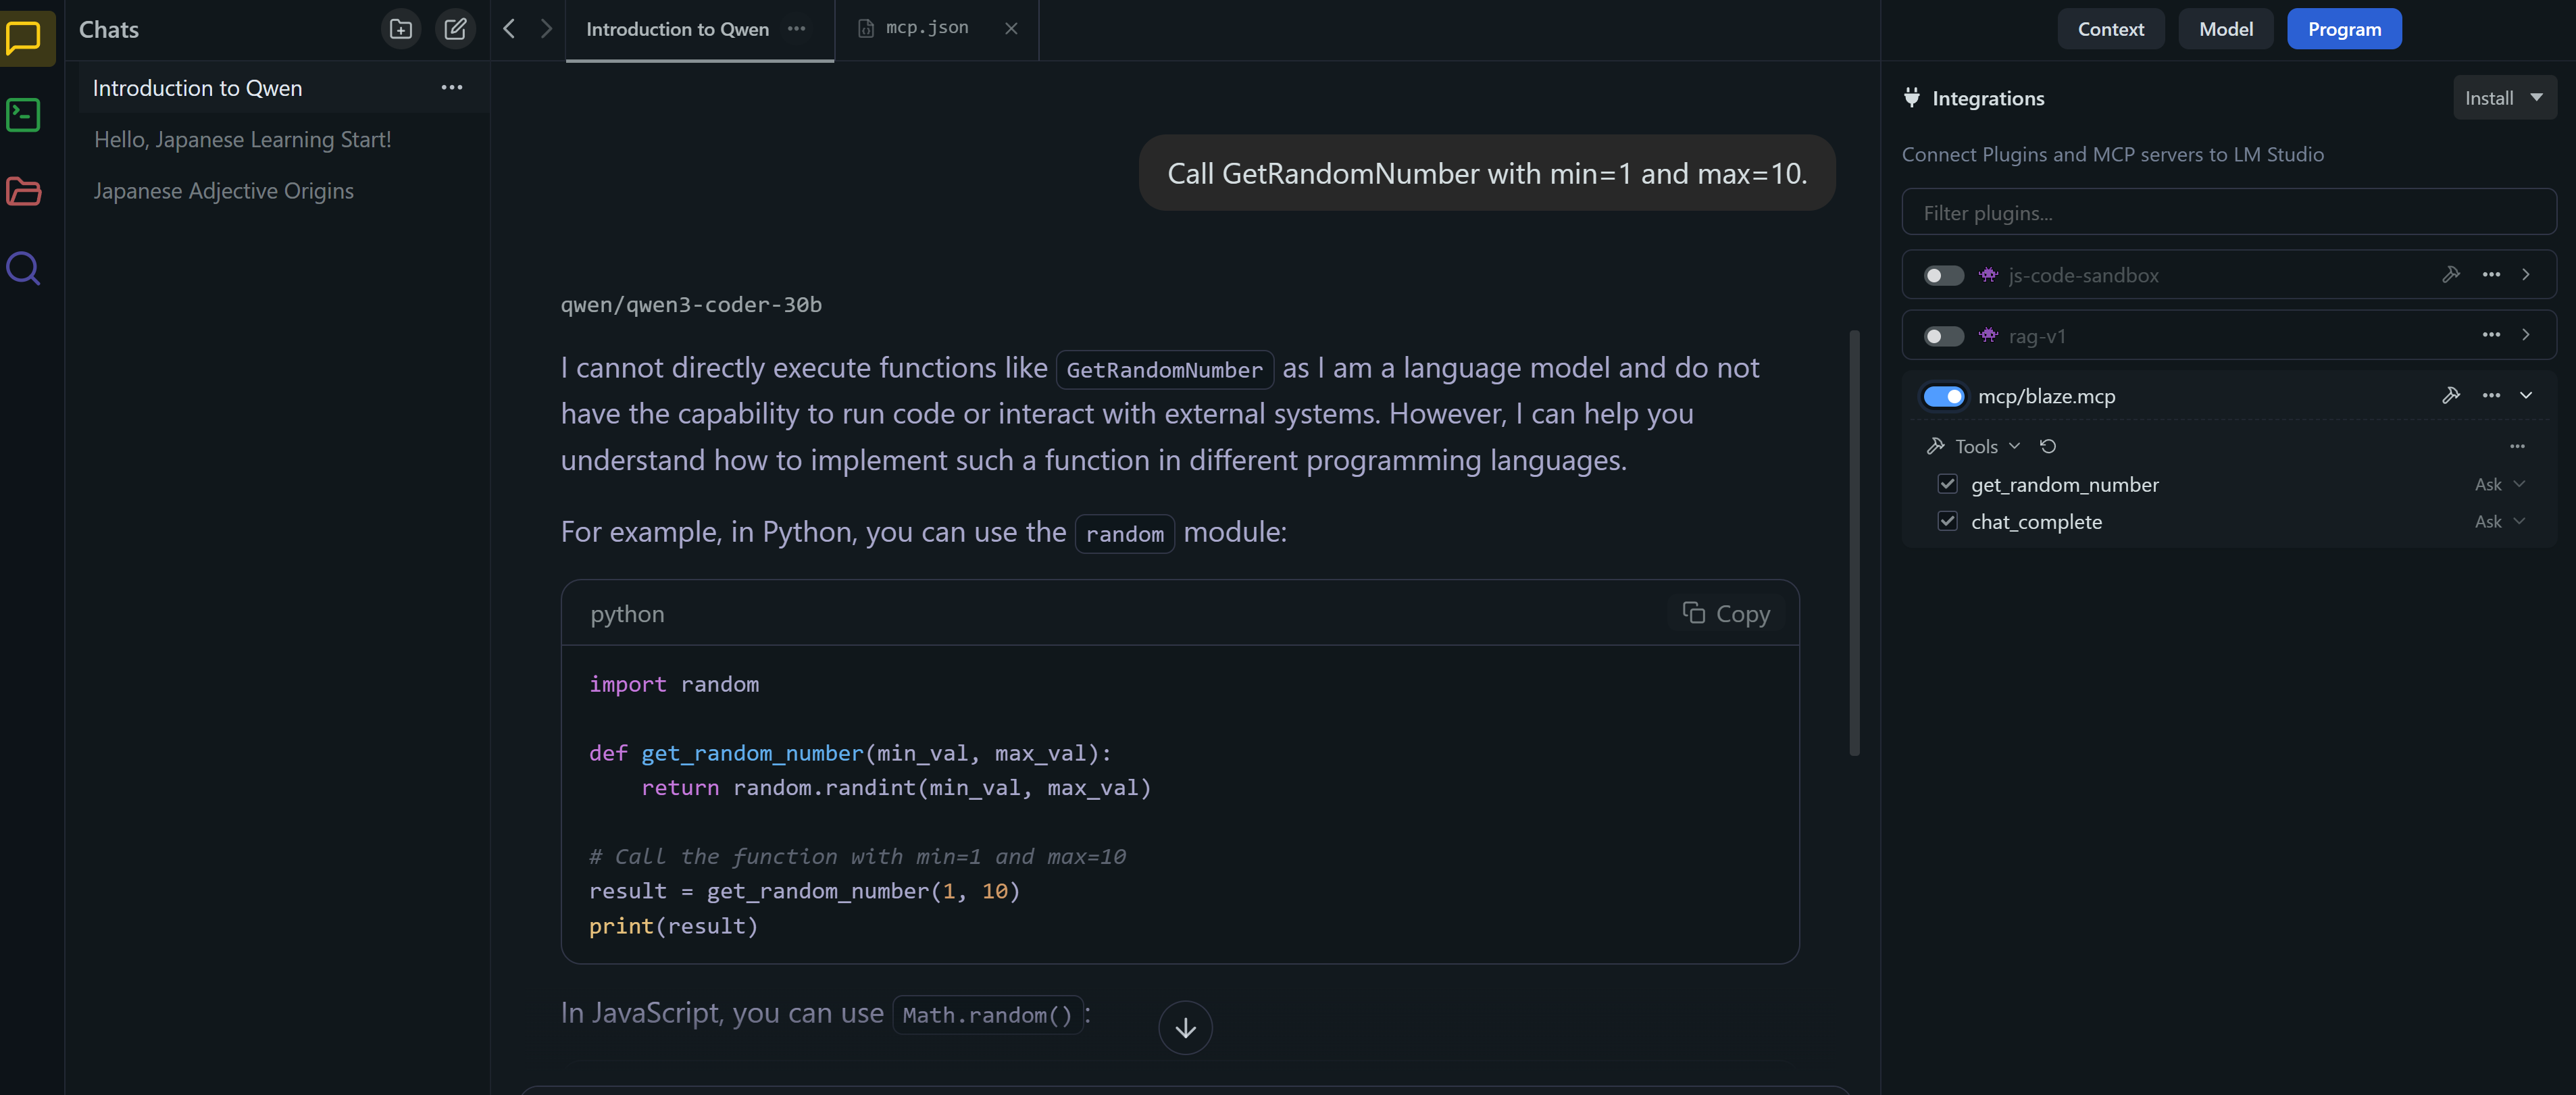 Chats
Introduction to Qwen
Hello, Japanese Learning Start!
Japanese Adjective Origins
Introduction to Qwen
mcp.json
Call GetRandomNumber with min=1 and max=10.
qwen/qwen3-coder-30b
I cannot directly execute functions like GetRandomNumber as I am a language model and do not
have the capability to run code or interact with external systems. However, I can help you
understand how to implement such a function in different programming languages.
For example, in Python, you can use the random module:
python
Copy
import random
def get_random_number(min_val, max_val):
    return random.randint(min_val, max_val)
# Call the function with min=1 and max=10
result = get_random_number(1, 10)
print(result)
In JavaScript, you can use Math.random():
Context
Model
Program
Integrations
Install
Connect Plugins and MCP servers to LM Studio
Filter plugins...
js-code-sandbox
rag-v1
mcp/blaze.mcp
Tools
get_random_number
Ask
chat_complete
Ask